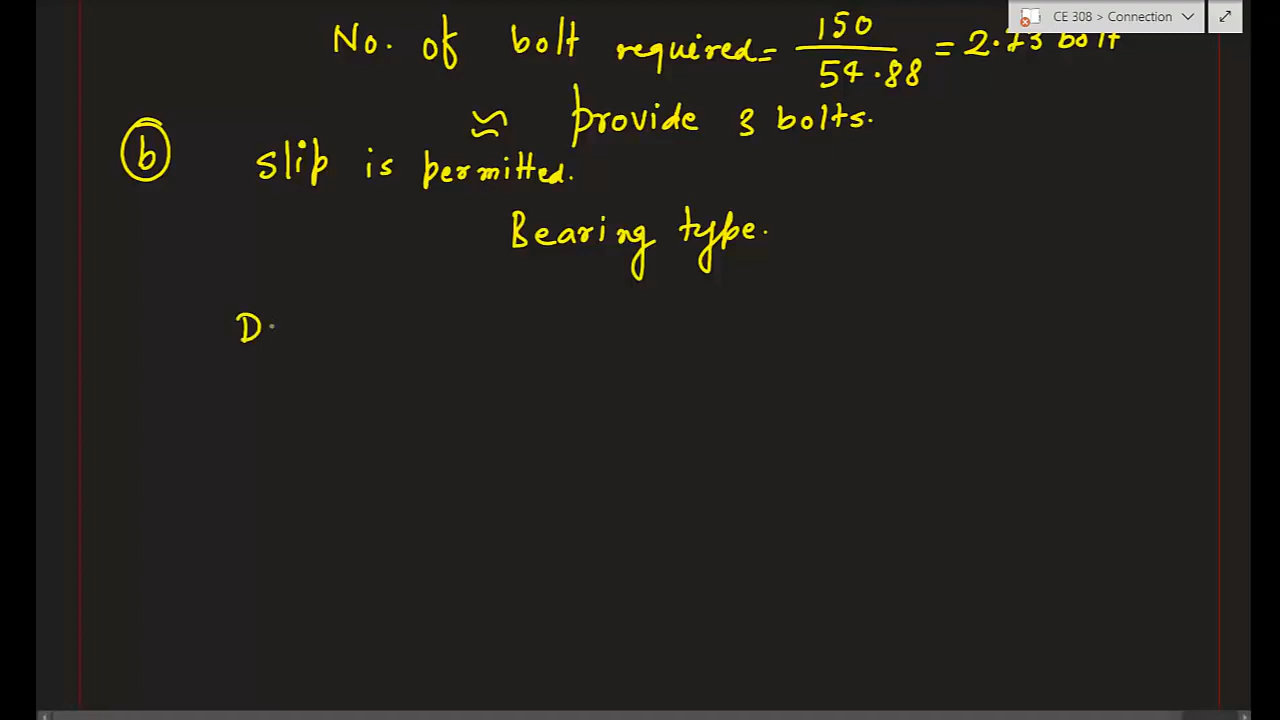 CE 308 > Connection
No. of bolt required = 150 / 54.88 = 2.73 bolt
≈ provide 3 bolts.
(b) slip is permitted.
Bearing type.
D.